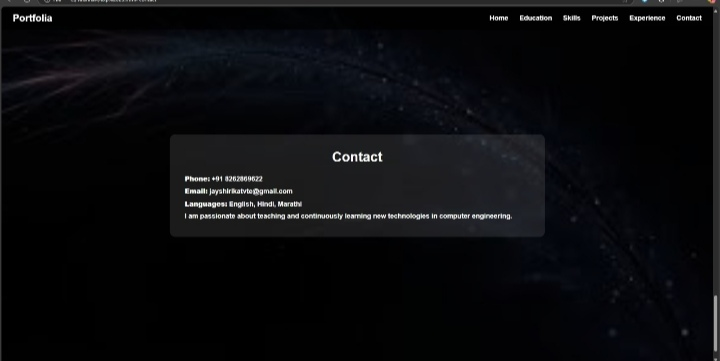 Portfolia
Home Education Skills Projects Experience Contact
Contact
Phone: +91 8262869622
Email: jayshirikatvte@gmail.com
Languages: English, Hindi, Marathi
I am passionate about teaching and continuously learning new technologies in computer engineering.